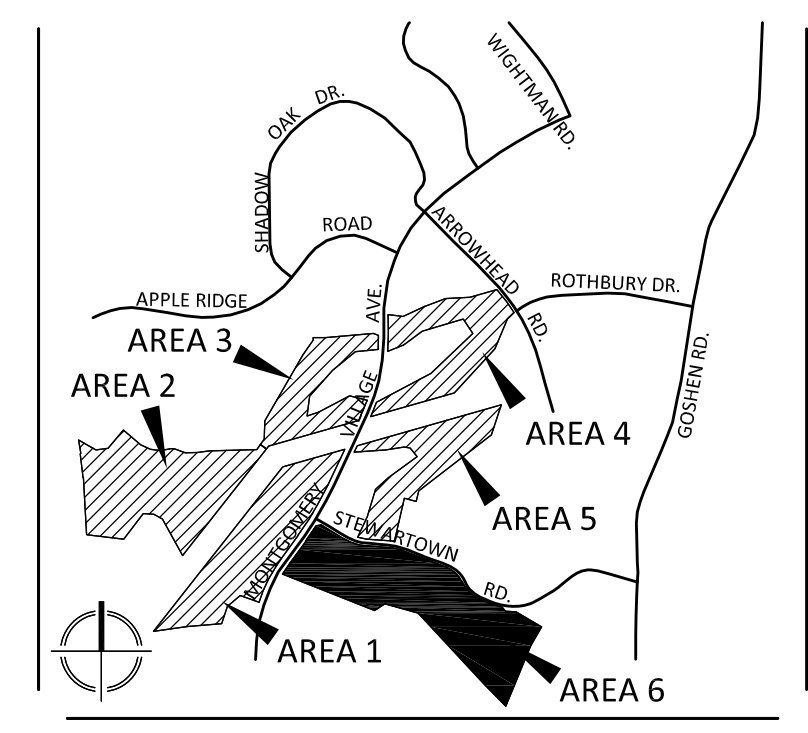 WIGHTMAN RD.
OAK DR.
SHADOW
ROAD
ARROWHEAD
RD.
APPLE RIDGE
AVE.
ROTHBURY DR.
AREA 3
GOSHEN RD.
AREA 2
VILLAGE
AREA 4
MONTGOMERY
AREA 5
STEWARTOWN
RD.
AREA 1
AREA 6